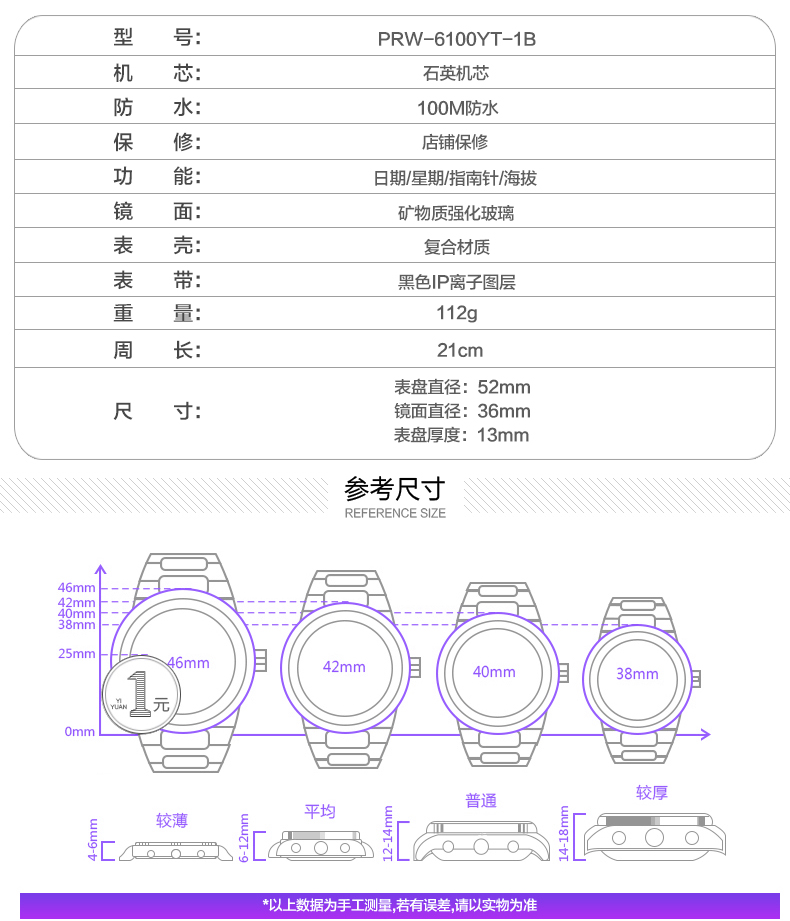 型 号： PRW-6100YT-1B
机 芯： 石英机芯
防 水： 100M防水
保 修： 店铺保修
功 能： 日期/星期/指南针/海拔
镜 面： 矿物质强化玻璃
表 壳： 复合材质
表 带： 黑色IP离子图层
重 量： 112g
周 长： 21cm
尺 寸： 表盘直径：52mm
镜面直径：36mm
表盘厚度：13mm
参考尺寸
REFERENCE SIZE
46mm
42mm
40mm
38mm
25mm
0mm
46mm
42mm
40mm
38mm
YI
YUAN
1元
较薄
平均
普通
较厚
4-6mm
6-12mm
12-14mm
14-18mm
*以上数据为手工测量,若有误差,请以实物为准